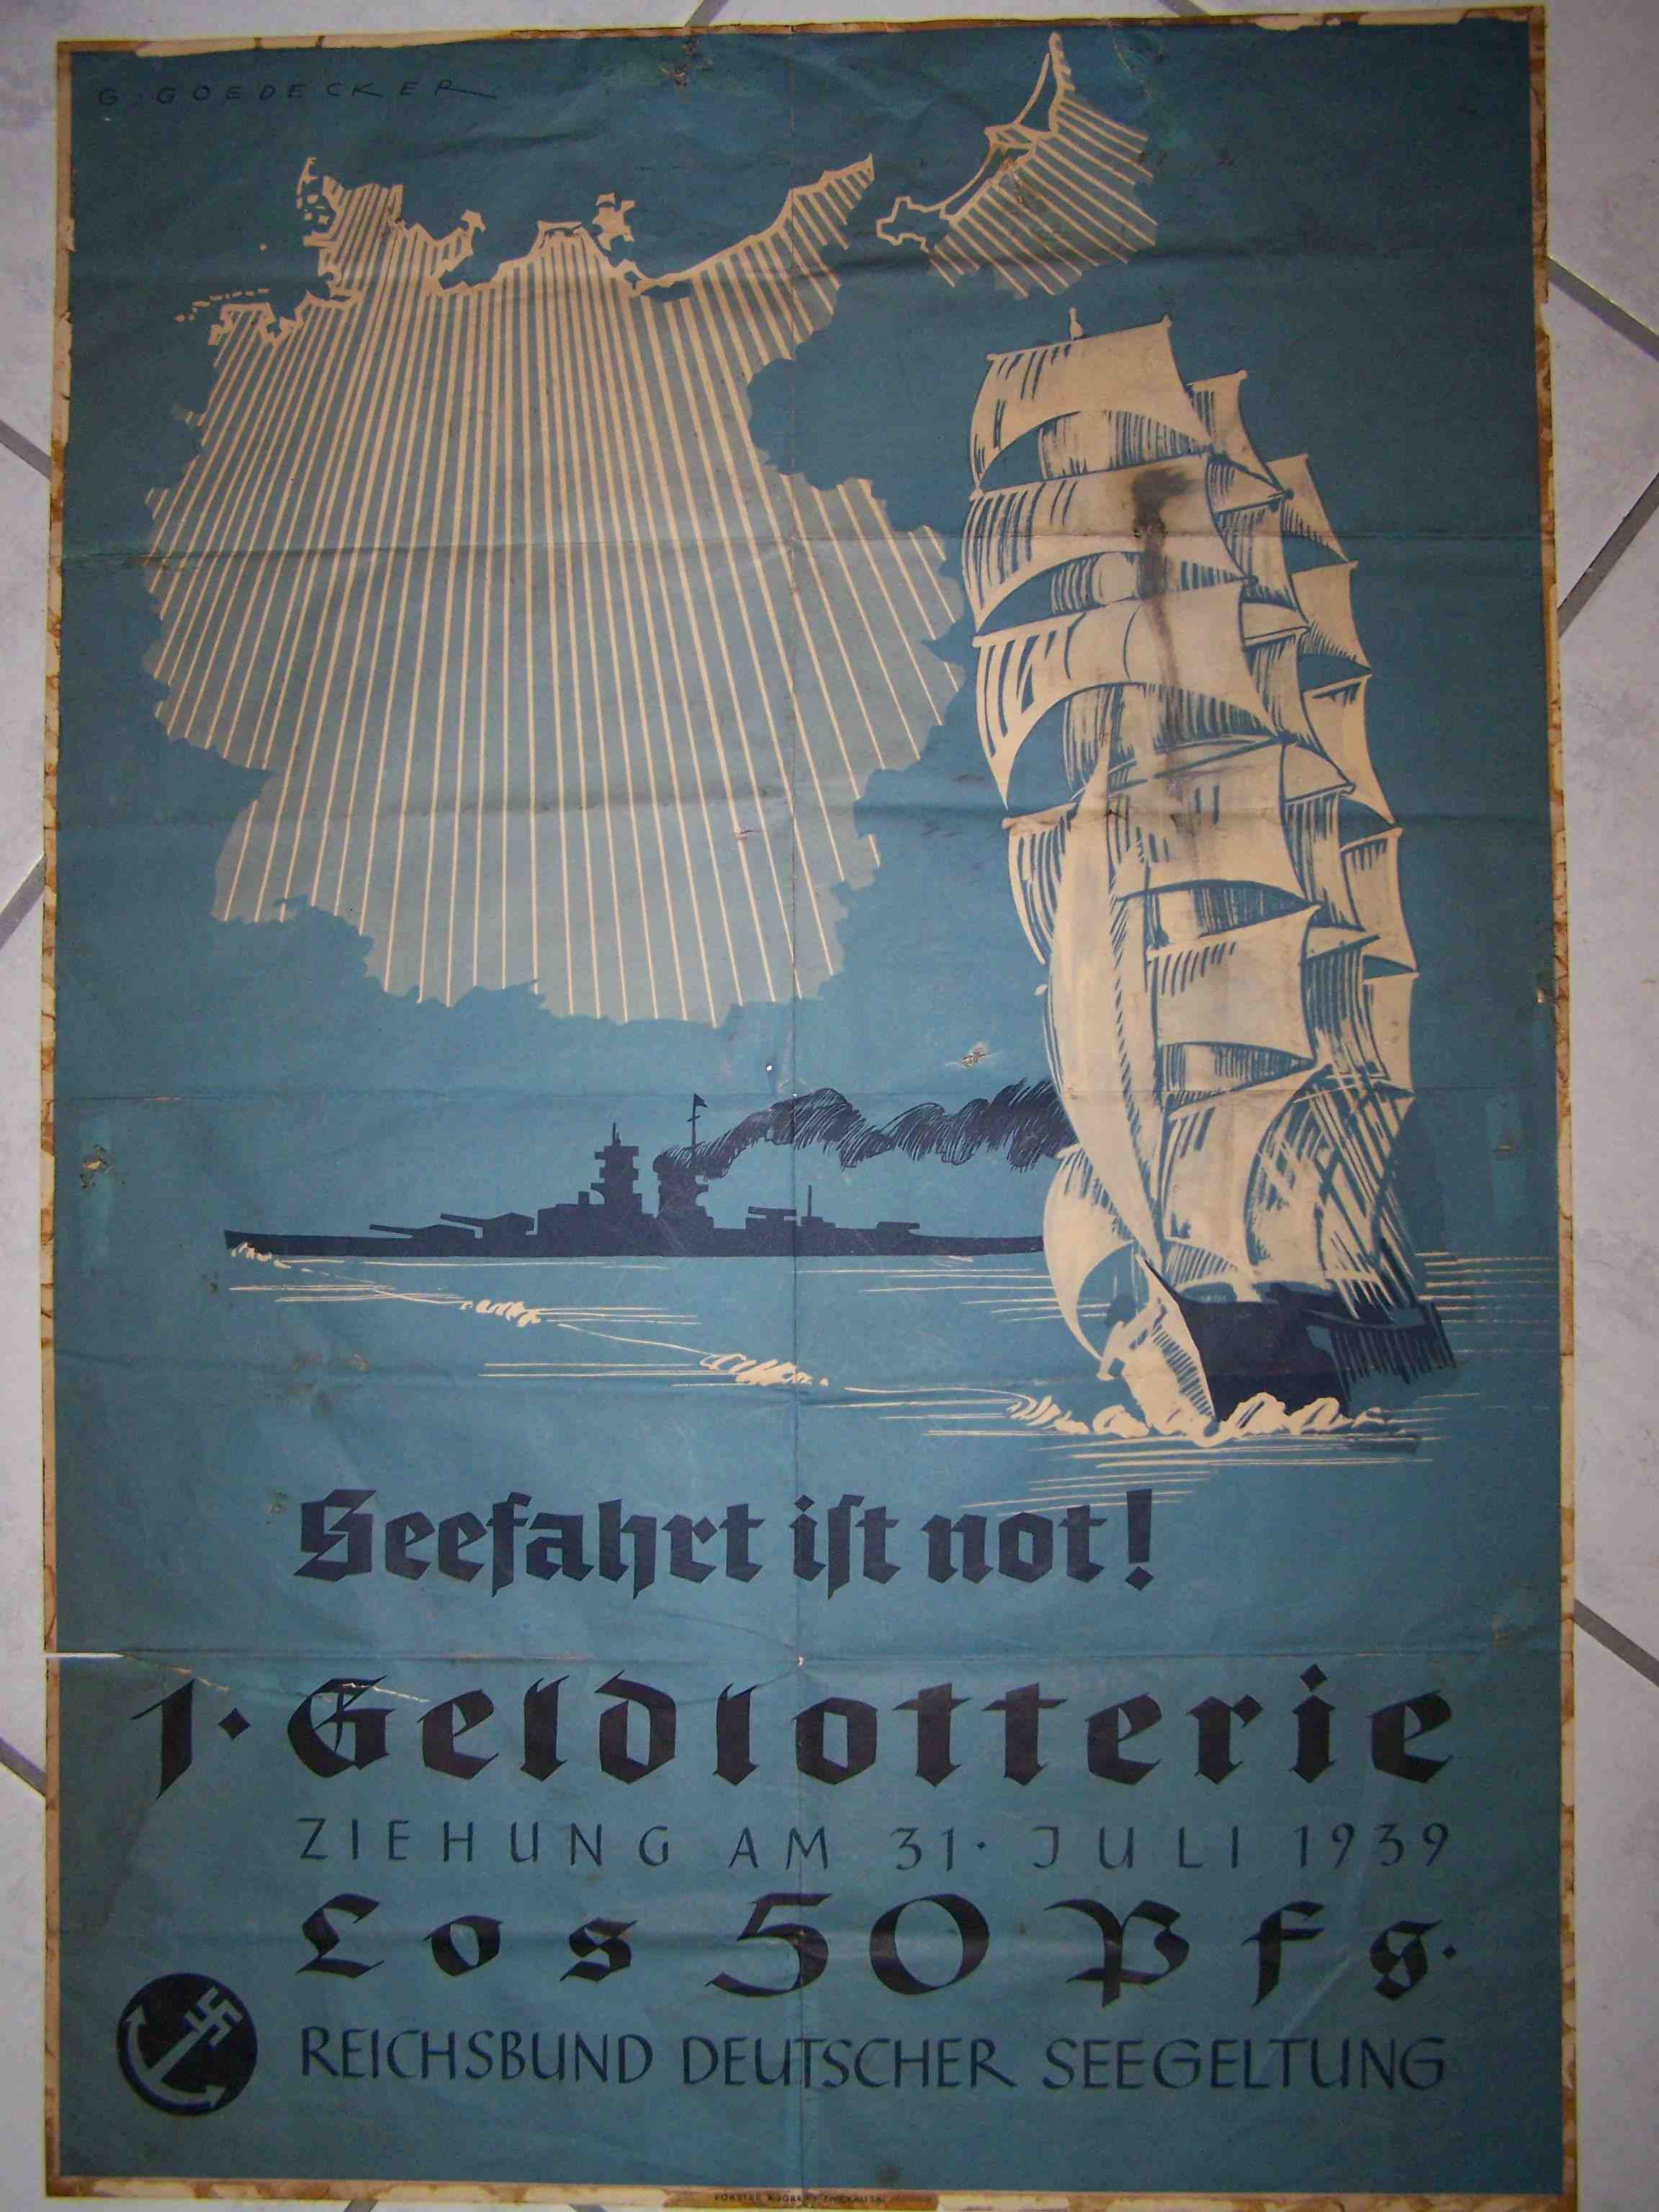 G. GOEDECKER
Seefahrt iſt not!
1. Geldlotterie
ZIEHUNG AM 31. JULI 1939
Los 50 Pfg.
REICHSBUND DEUTSCHER SEEGELTUNG